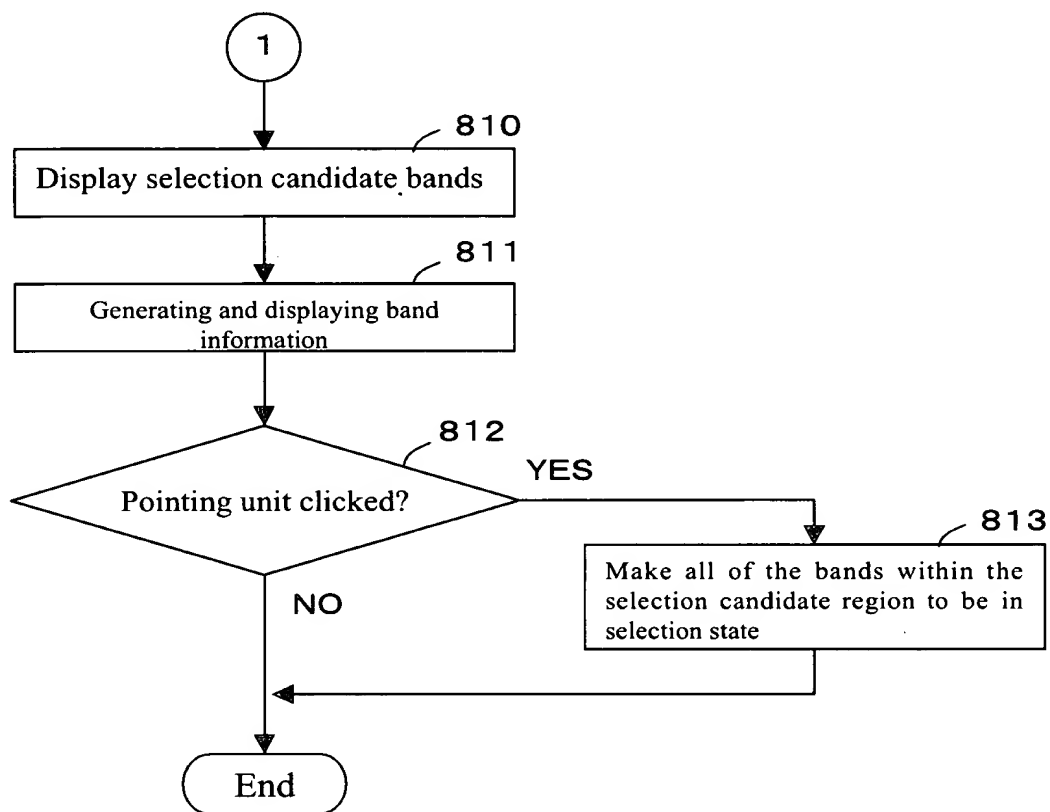 1
810
Display selection candidate bands
811
Generating and displaying band
information
812
Pointing unit clicked?
YES
813
Make all of the bands within the
selection candidate region to be in
selection state
NO
End